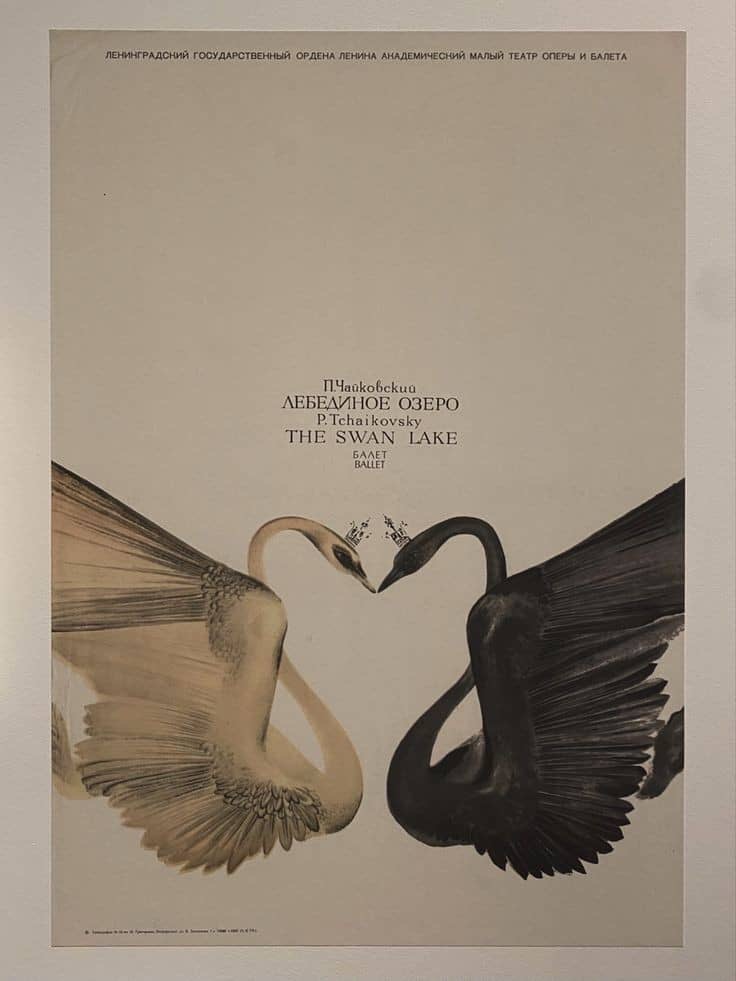 ЛЕНИНГРАДСКИЙ ГОСУДАРСТВЕННЫЙ ОРДЕНА ЛЕНИНА АКАДЕМИЧЕСКИЙ МАЛЫЙ ТЕАТР ОПЕРЫ И БАЛЕТА
П.Чайковский
ЛЕБЕДИНОЕ ОЗЕРО
P.Tchaikovsky
THE SWAN LAKE
БАЛЕТ
BALLET